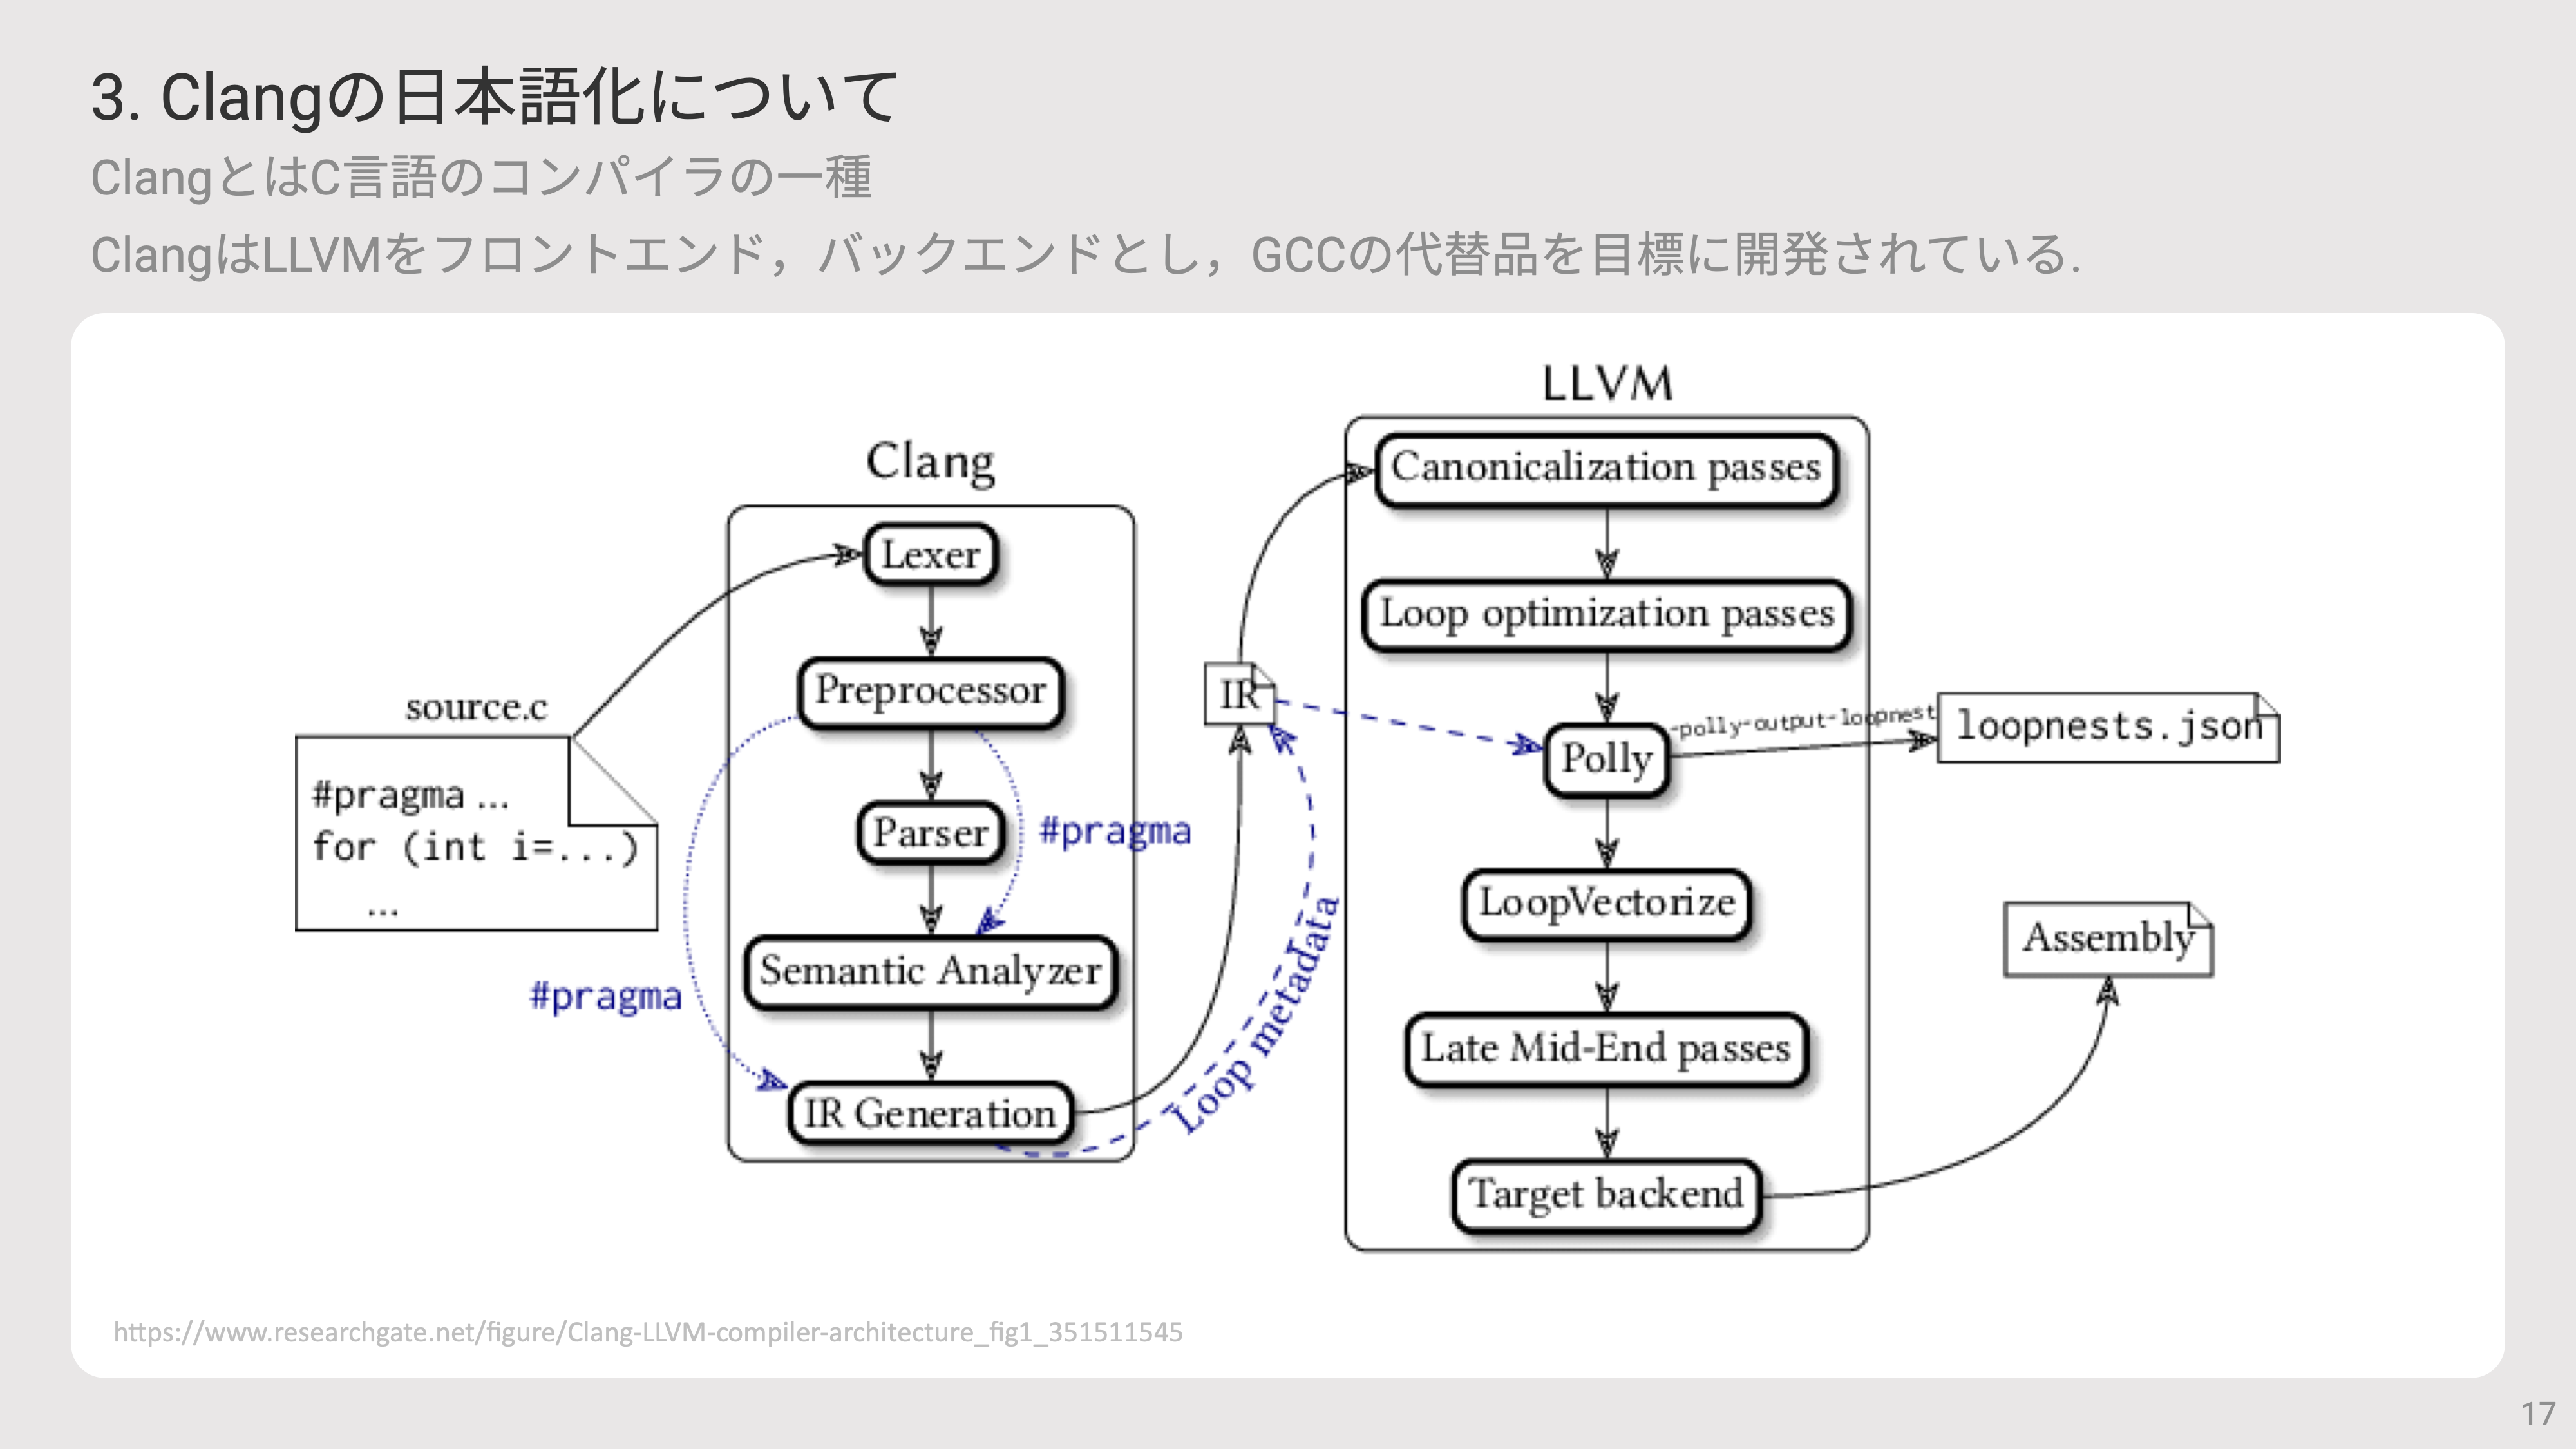 3. Clangの日本語化について
ClangとはC言語のコンパイラの一種
ClangはLLVMをフロントエンド，バックエンドとし，GCCの代替品を目標に開発されている.
source.c
#pragma ...
for (int i=...)
...
Clang
Lexer
Preprocessor
Parser
#pragma
Semantic Analyzer
#pragma
IR Generation
IR
Loop metadata
LLVM
Canonicalization passes
Loop optimization passes
Polly
-polly-output-loopnest
loopnests.json
LoopVectorize
Late Mid-End passes
Target backend
Assembly
https://www.researchgate.net/figure/Clang-LLVM-compiler-architecture_fig1_351511545
17